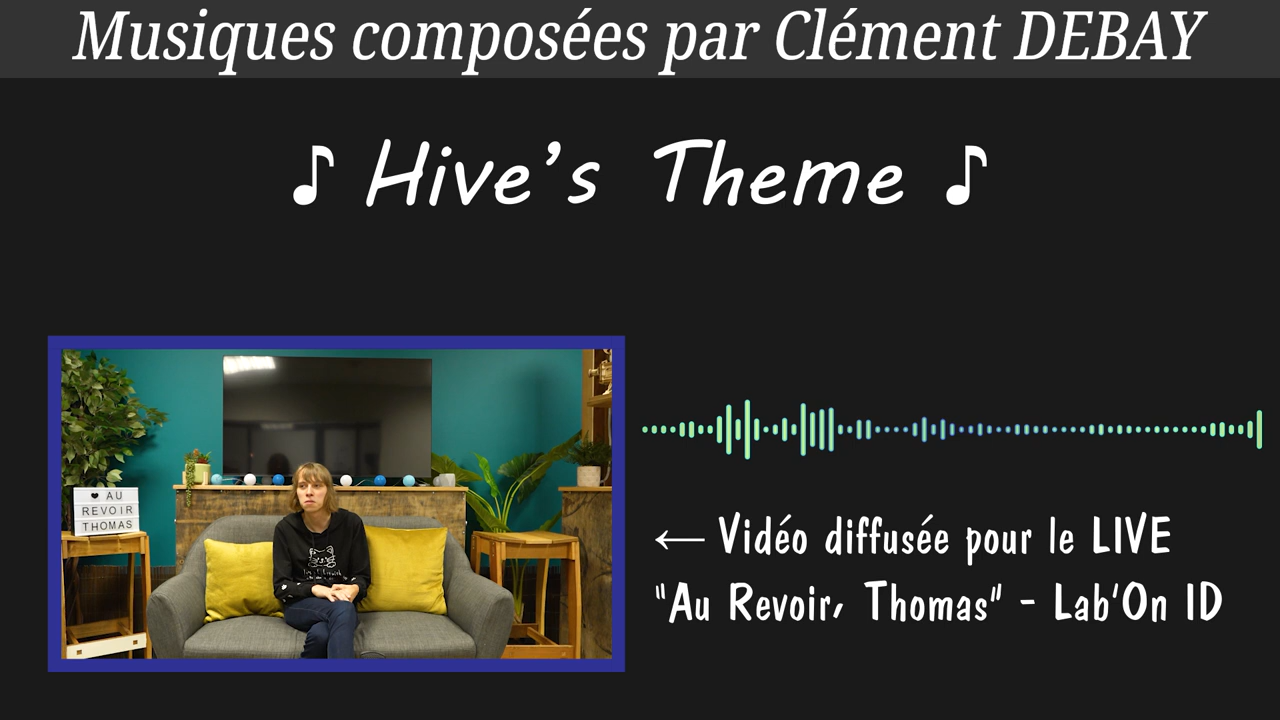 Musiques composées par Clément DEBAY
♪ Hive’s Theme ♪
♥ AU
REVOIR
THOMAS
← Vidéo diffusée pour le LIVE
"Au Revoir, Thomas" - Lab'On ID